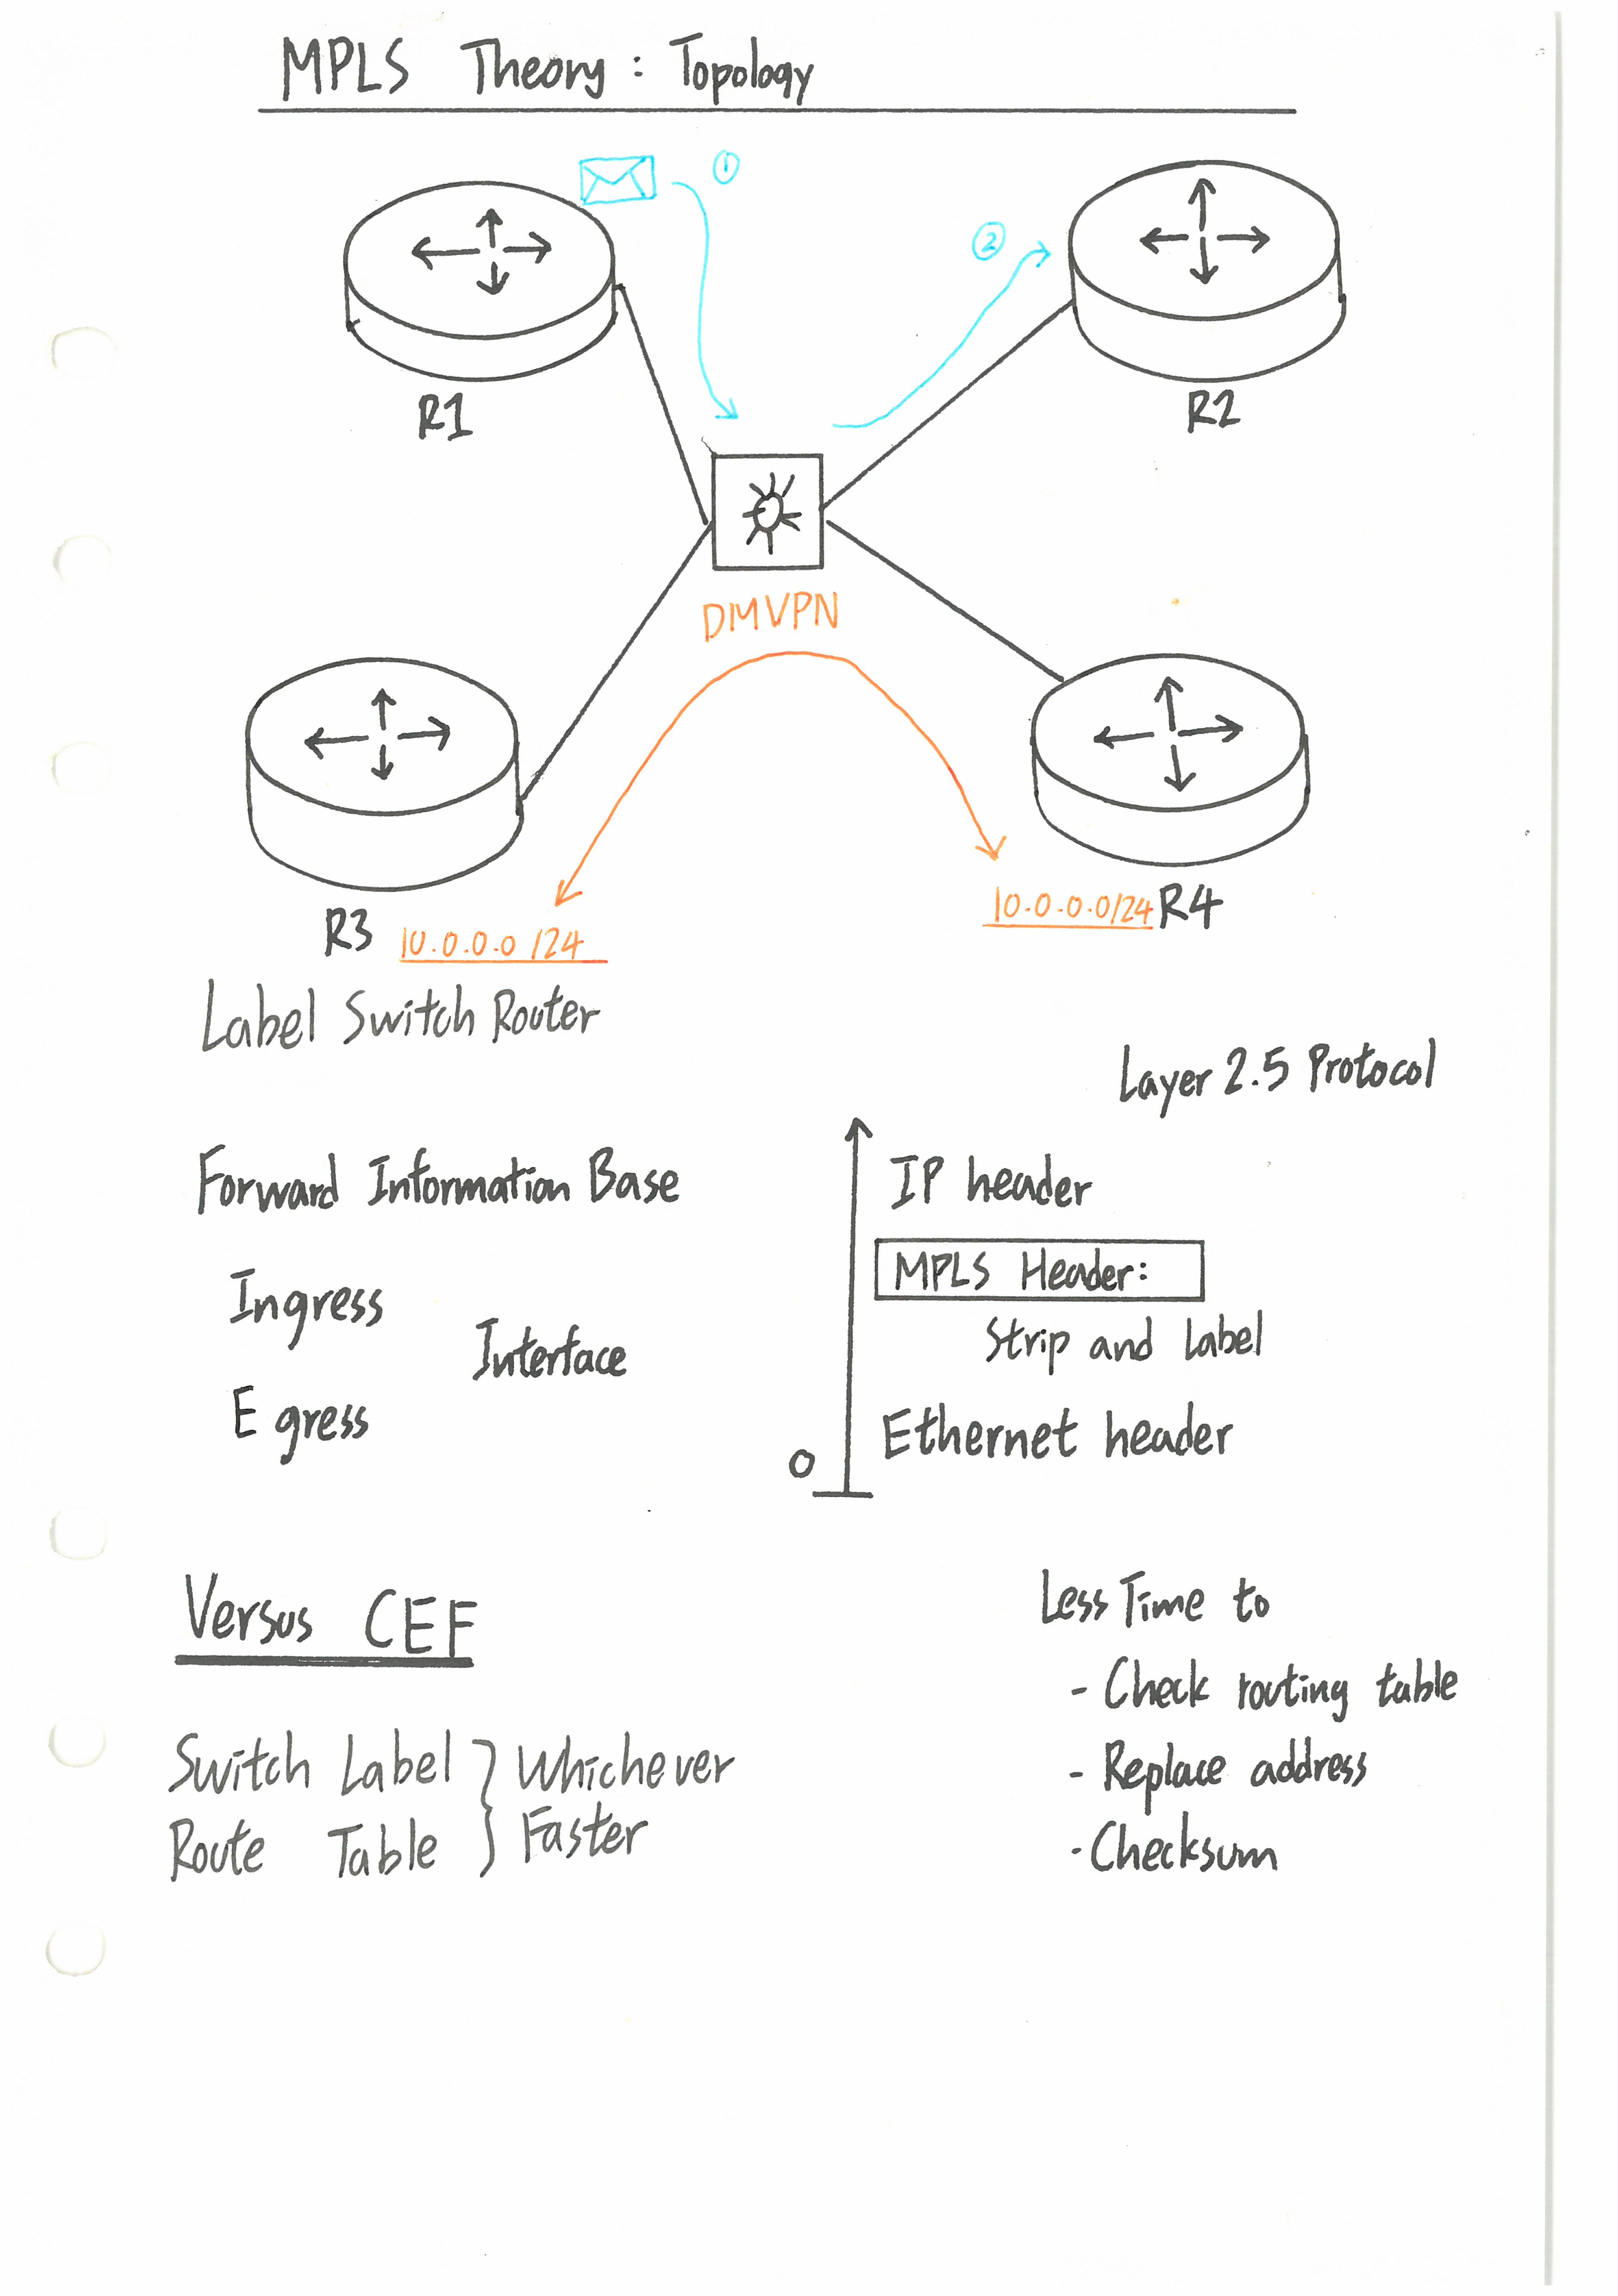 MPLS Theory : Topology
①
②
R1
R2
DMVPN
10.0.0.0/24 R4
R3 10.0.0.0/24
Label Switch Router
Layer 2.5 Protocol
Forward Information Base
Ingress
Interface
Egress
IP header
MPLS Header:
Strip and Label
Ethernet header
0
Versus CEF
Switch Label } Whichever
Route Table } Faster
Less Time to
- Check routing table
- Replace address
- Checksum